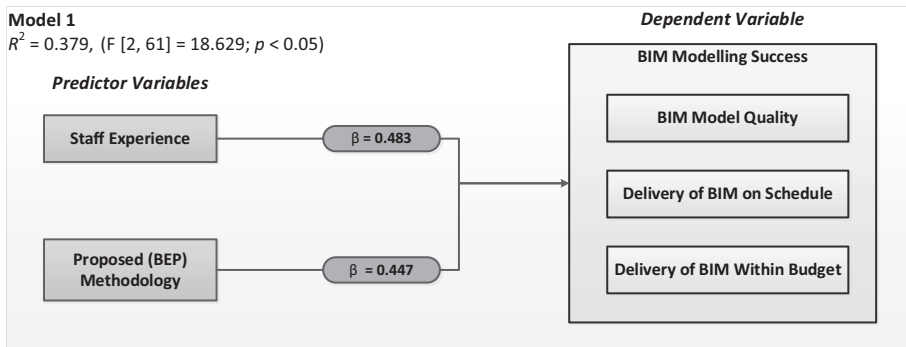 Model 1
R² = 0.379, (F [2, 61] = 18.629; p < 0.05)
Dependent Variable
Predictor Variables
BIM Modelling Success
Staff Experience
β = 0.483
BIM Model Quality
Delivery of BIM on Schedule
Proposed (BEP)
Methodology
β = 0.447
Delivery of BIM Within Budget